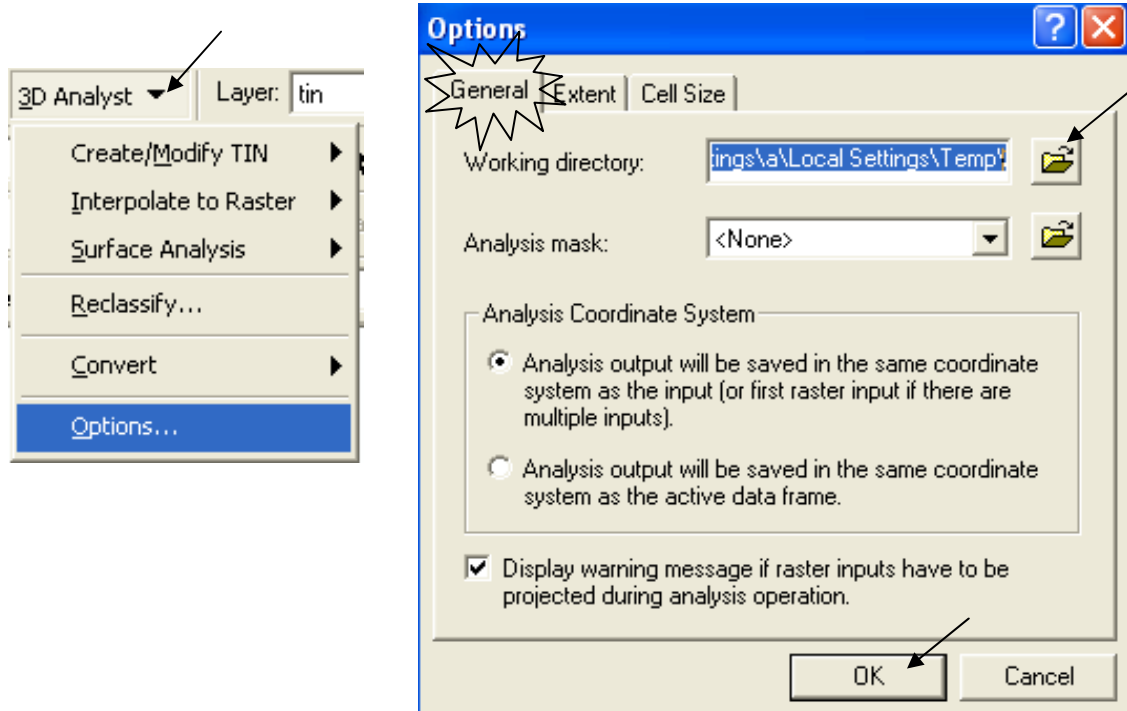 3D Analyst Layer: tin
Create/Modify TIN
Interpolate to Raster
Surface Analysis
Reclassify...
Convert
Options...
Options
General Extent Cell Size
Working directory: ings\a\Local Settings\Temp\
Analysis mask: <None>
Analysis Coordinate System
Analysis output will be saved in the same coordinate
system as the input (or first raster input if there are
multiple inputs).
Analysis output will be saved in the same coordinate
system as the active data frame.
Display warning message if raster inputs have to be
projected during analysis operation.
OK Cancel